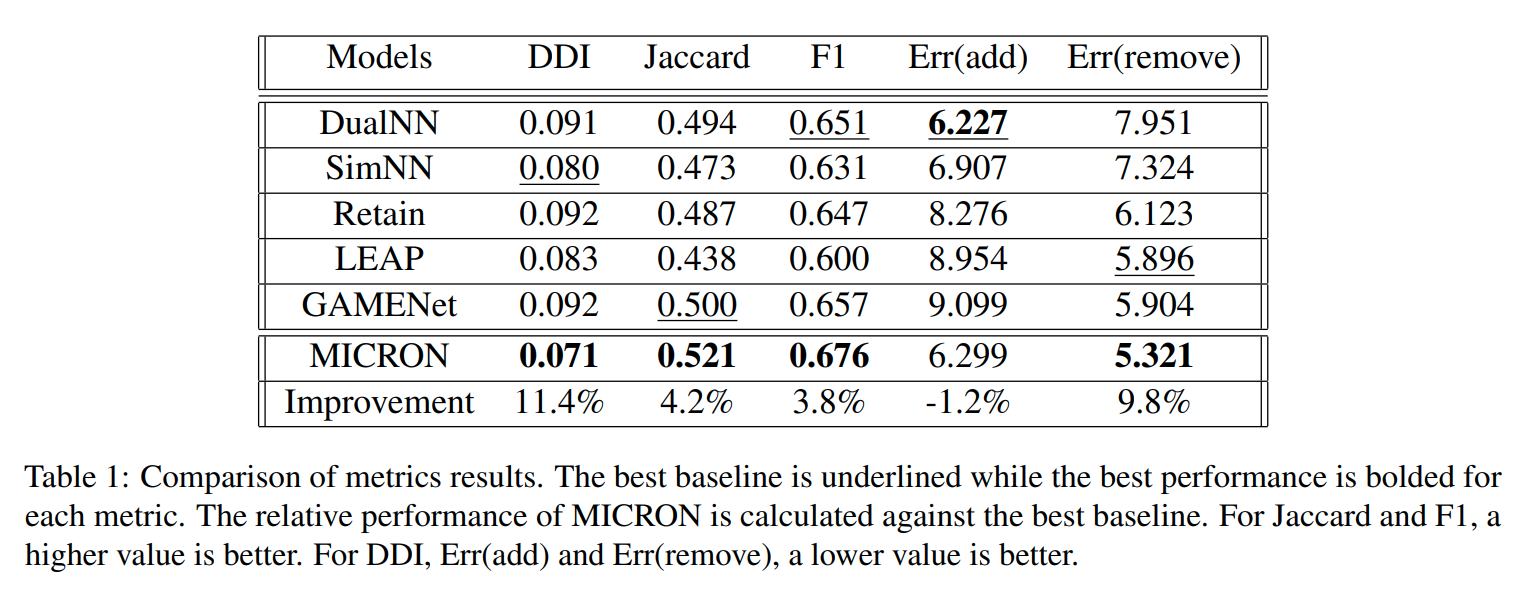 Models DDI Jaccard F1 Err(add) Err(remove)
DualNN 0.091 0.494 0.651 6.227 7.951
SimNN 0.080 0.473 0.631 6.907 7.324
Retain 0.092 0.487 0.647 8.276 6.123
LEAP 0.083 0.438 0.600 8.954 5.896
GAMENet 0.092 0.500 0.657 9.099 5.904
MICRON 0.071 0.521 0.676 6.299 5.321
Improvement 11.4% 4.2% 3.8% -1.2% 9.8%
Table 1: Comparison of metrics results. The best baseline is underlined while the best performance is bolded for
each metric. The relative performance of MICRON is calculated against the best baseline. For Jaccard and F1, a
higher value is better. For DDI, Err(add) and Err(remove), a lower value is better.